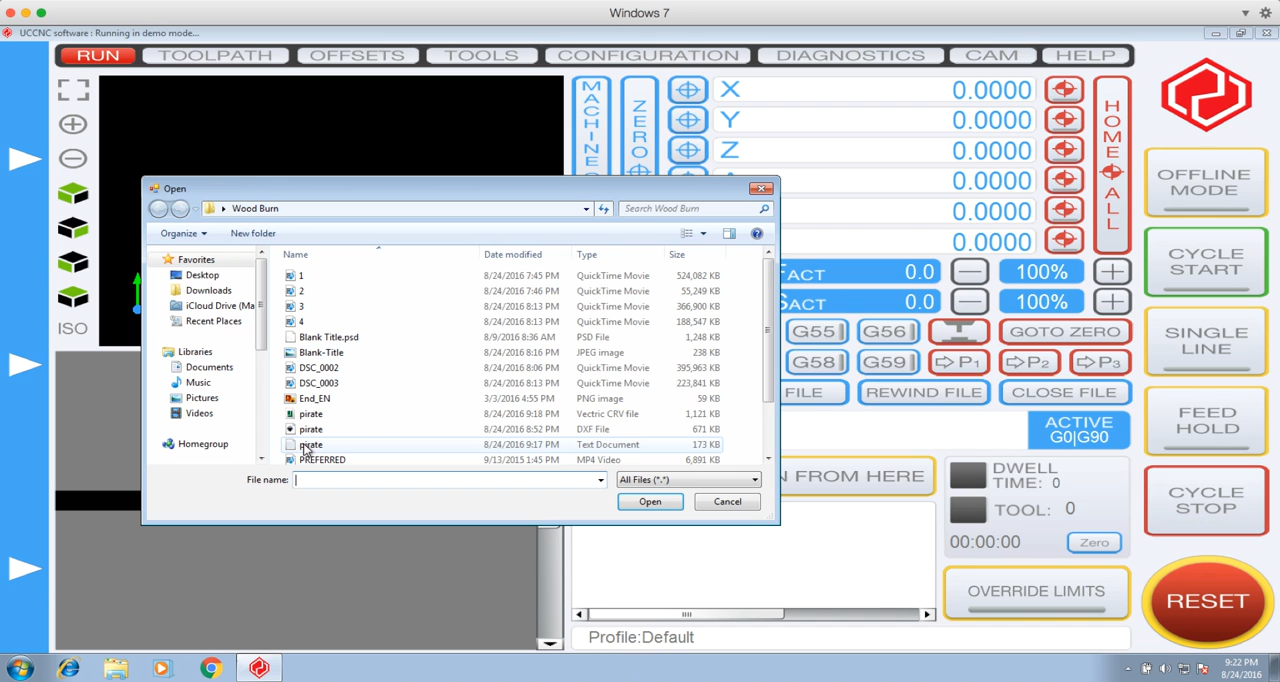 Windows 7
UCCNC software : Running in demo mode...
RUN TOOLPATH OFFSETS TOOLS CONFIGURATION DIAGNOSTICS CAM HELP
MACHINE
ZERO
X 0.0000
Y 0.0000
Z 0.0000
0.0000
0.0000
0.0000
HOME ALL
ISO
OFFLINE MODE
CYCLE START
SINGLE LINE
FEED HOLD
CYCLE STOP
RESET
Open
Wood Burn
Search Wood Burn
Organize New folder
Favorites
Desktop
Downloads
iCloud Drive (Ma
Recent Places
Libraries
Documents
Music
Pictures
Videos
Homegroup
Name Date modified Type Size
1 8/24/2016 7:45 PM QuickTime Movie 524,082 KB
2 8/24/2016 7:46 PM QuickTime Movie 55,249 KB
3 8/24/2016 8:13 PM QuickTime Movie 366,900 KB
4 8/24/2016 8:13 PM QuickTime Movie 188,547 KB
Blank Title.psd 8/9/2016 8:36 AM PSD File 1,248 KB
Blank-Title 8/24/2016 8:16 PM JPEG image 238 KB
DSC_0002 8/24/2016 8:06 PM QuickTime Movie 395,963 KB
DSC_0003 8/24/2016 8:13 PM QuickTime Movie 223,841 KB
End_EN 3/3/2016 4:55 PM PNG image 59 KB
pirate 8/24/2016 9:18 PM Vectric CRV file 1,121 KB
pirate 8/24/2016 8:52 PM DXF File 671 KB
pirate 8/24/2016 9:17 PM Text Document 173 KB
PREFERRED 9/13/2015 1:45 PM MP4 Video 6,891 KB
File name: All Files (*.*)
Open Cancel
FACT 0.0 100%
SACT 0.0 100%
G55 G56 GOTO ZERO
G58 G59 P1 P2 P3
FILE REWIND FILE CLOSE FILE
ACTIVE
G0|G90
N FROM HERE
DWELL
TIME: 0
TOOL: 0
00:00:00 Zero
OVERRIDE LIMITS
Profile:Default
9:22 PM
8/24/2016